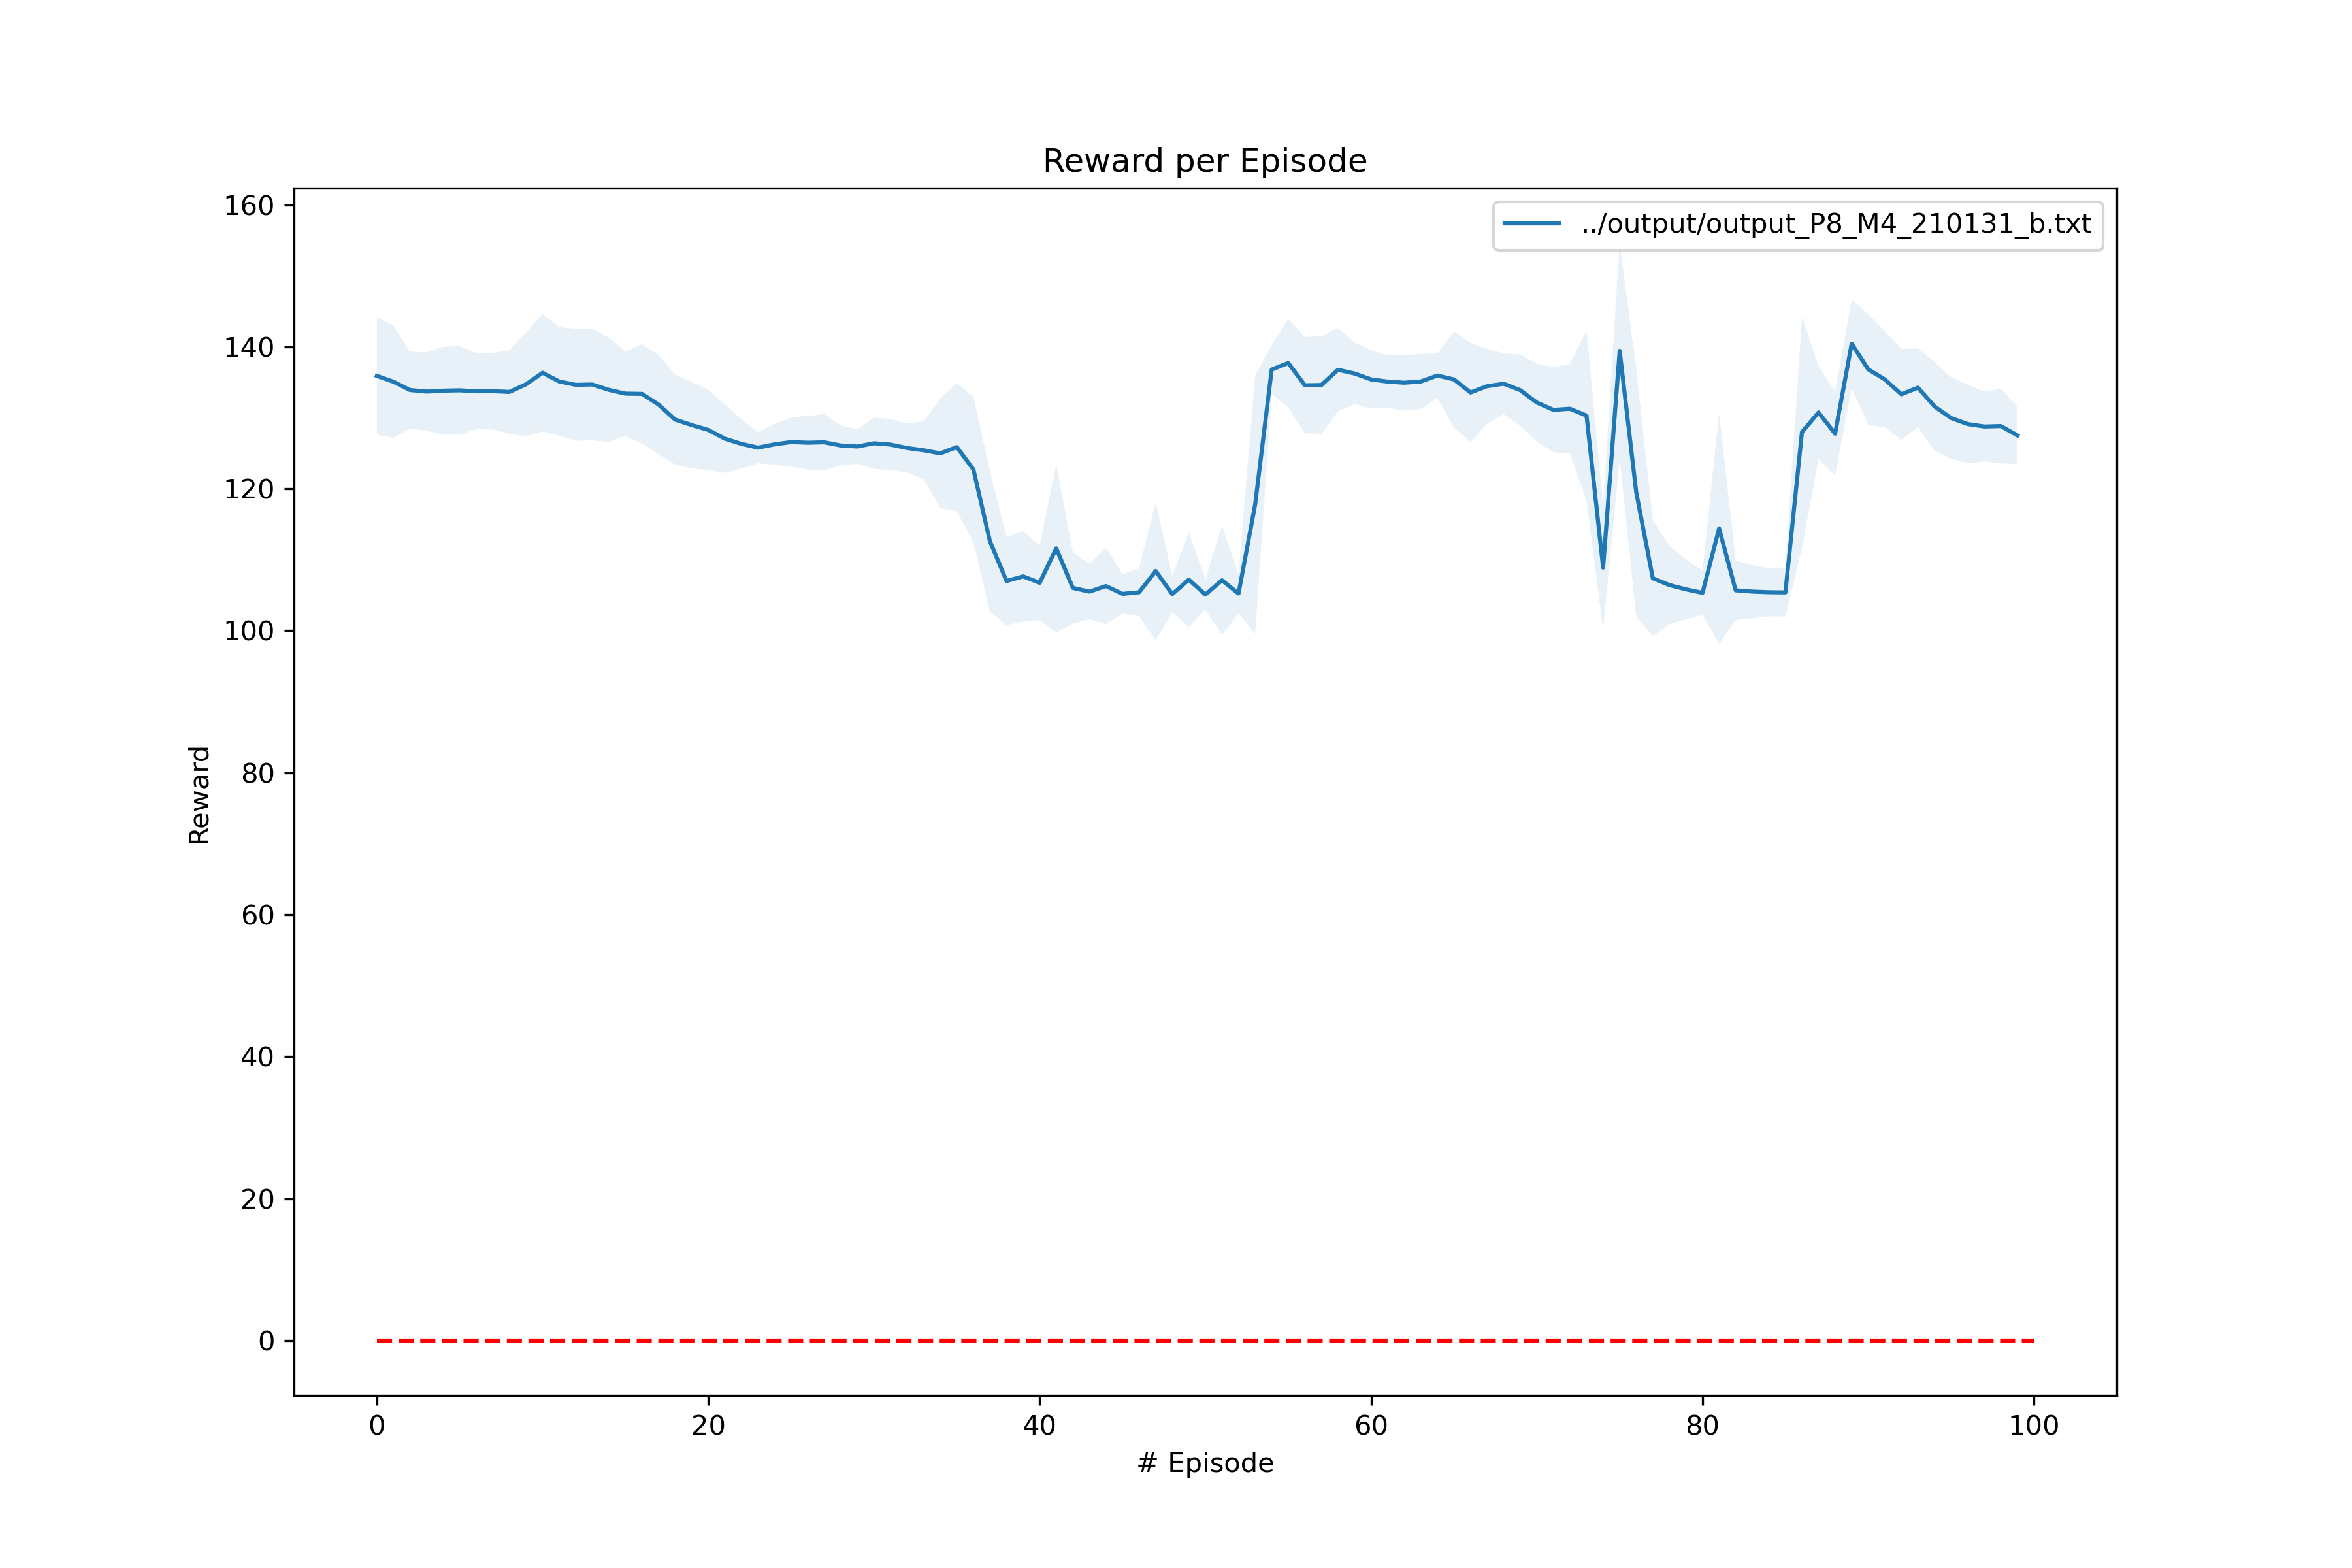 Reward per Episode
../output/output_P8_M4_210131_b.txt
160
140
120
100
80
60
40
20
0
Reward
0 20 40 60 80 100
# Episode